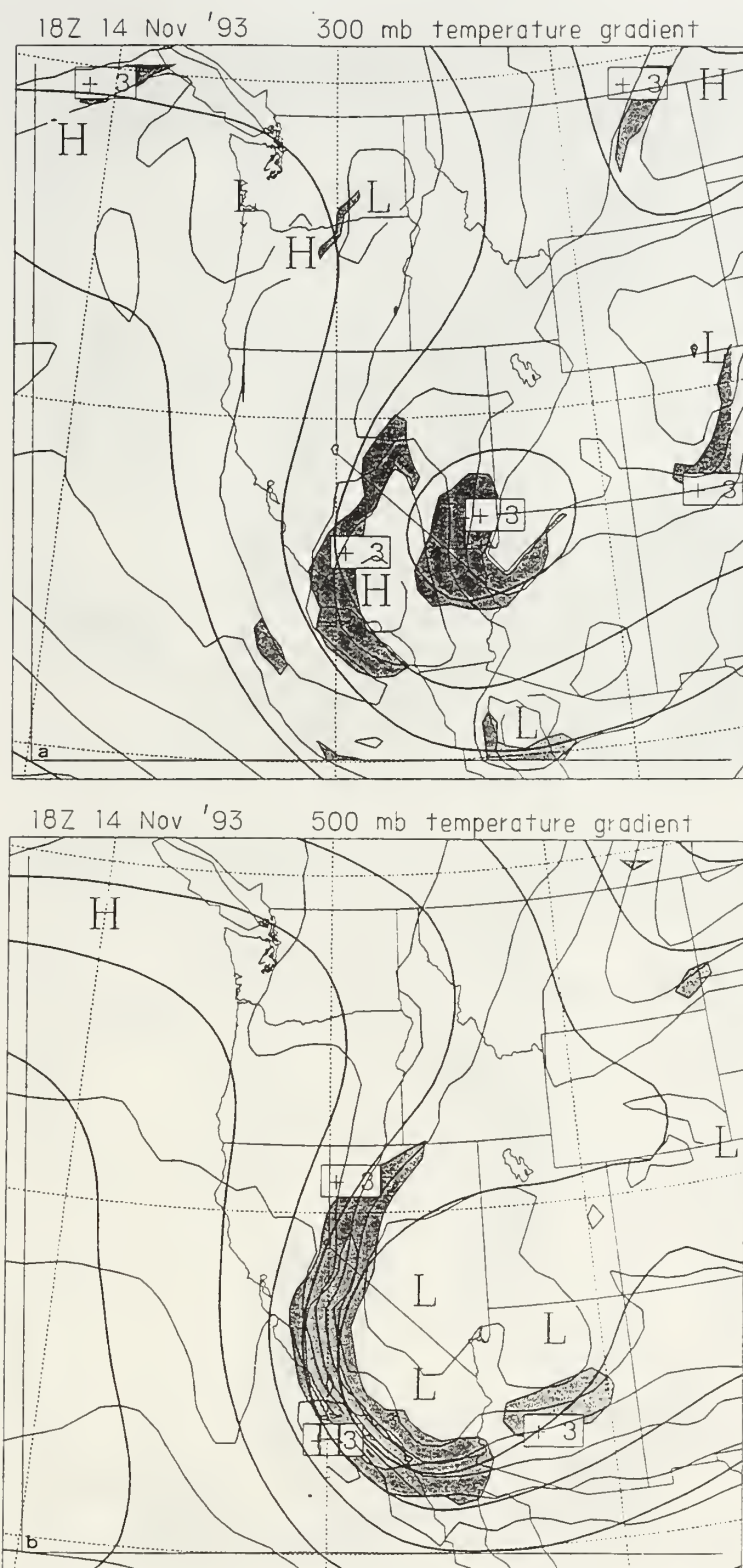 18Z 14 Nov '93 300 mb temperature gradient
+ 3
+ 3
H
H
L
L
H
L
+ 3
+ 3
+ 3
H
L
a
18Z 14 Nov '93 500 mb temperature gradient
H
L
+ 3
L
L
L
+ 3
+ 3
b